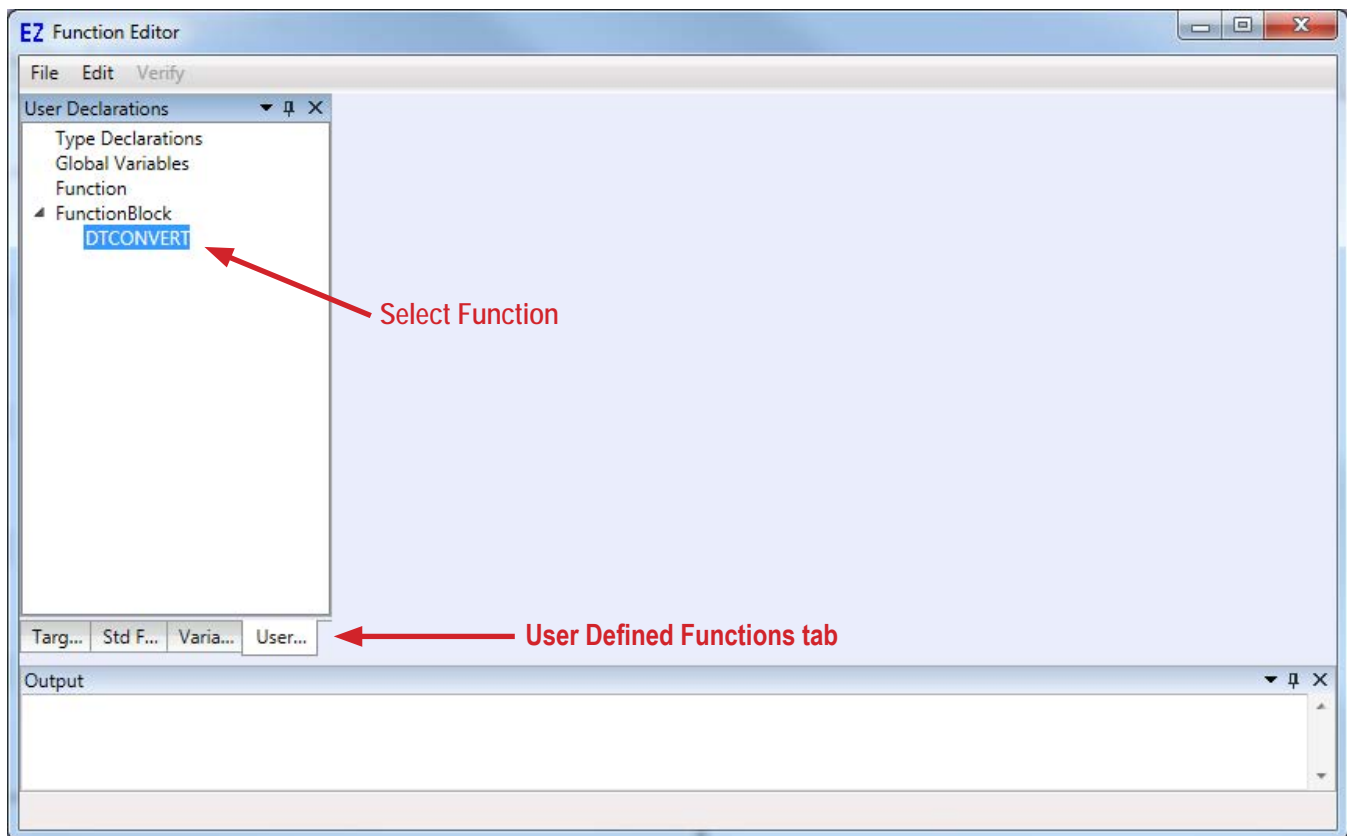 EZ Function Editor
File Edit Verify
User Declarations
Type Declarations
Global Variables
Function
FunctionBlock
DTCONVERT
Select Function
Targ... Std F... Varia... User...
User Defined Functions tab
Output